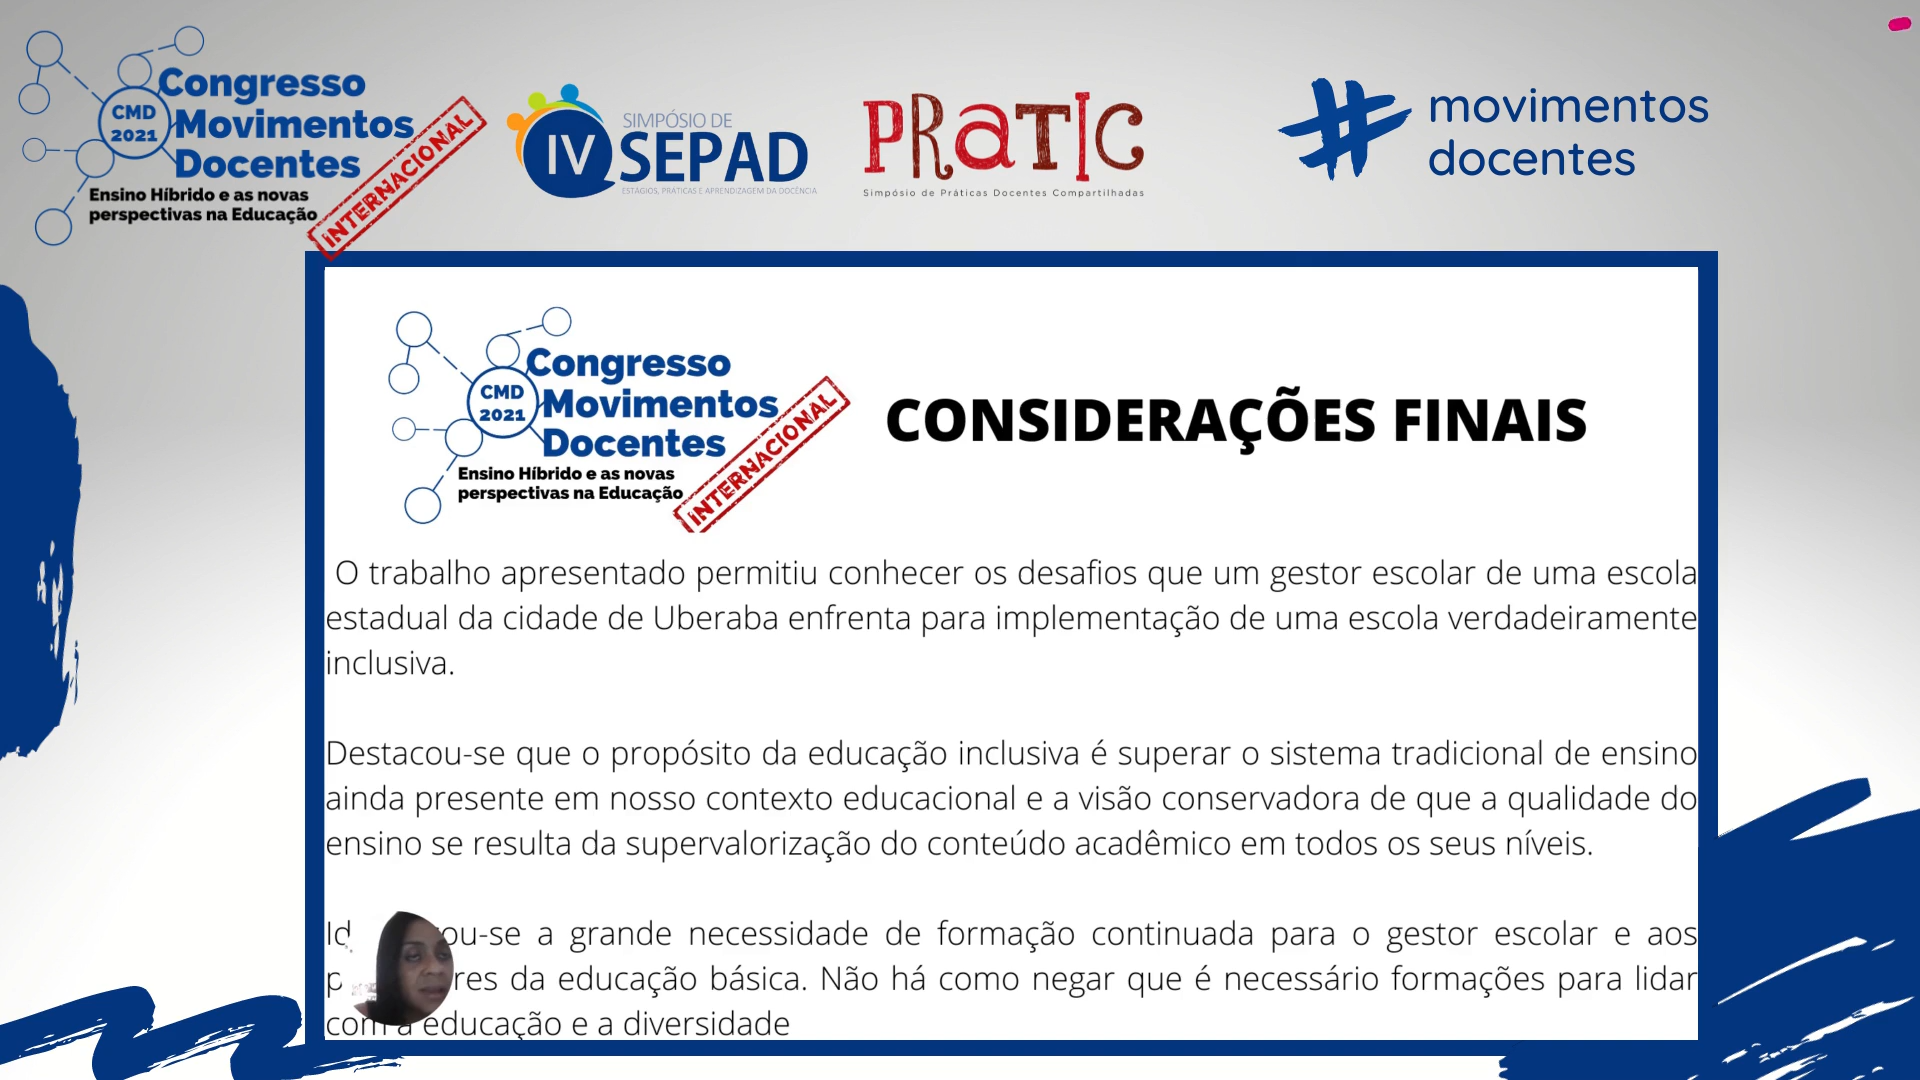 CMD
2021
Congresso
Movimentos
Docentes
Ensino Híbrido e as novas
perspectivas na Educação
INTERNACIONAL
IV
SIMPÓSIO DE
SEPAD
ESTÁGIOS, PRÁTICAS E APRENDIZAGEM DA DOCÊNCIA
PRATIC
Simpósio de Práticas Docentes Compartilhadas
movimentos
docentes
CMD
2021
Congresso
Movimentos
Docentes
Ensino Híbrido e as novas
perspectivas na Educação
INTERNACIONAL
CONSIDERAÇÕES FINAIS
O trabalho apresentado permitiu conhecer os desafios que um gestor escolar de uma escola
estadual da cidade de Uberaba enfrenta para implementação de uma escola verdadeiramente
inclusiva.
Destacou-se que o propósito da educação inclusiva é superar o sistema tradicional de ensino
ainda presente em nosso contexto educacional e a visão conservadora de que a qualidade do
ensino se resulta da supervalorização do conteúdo acadêmico em todos os seus níveis.
a grande necessidade de formação continuada para o gestor escolar e aos
da educação básica. Não há como negar que é necessário formações para lidar
com a educação e a diversidade